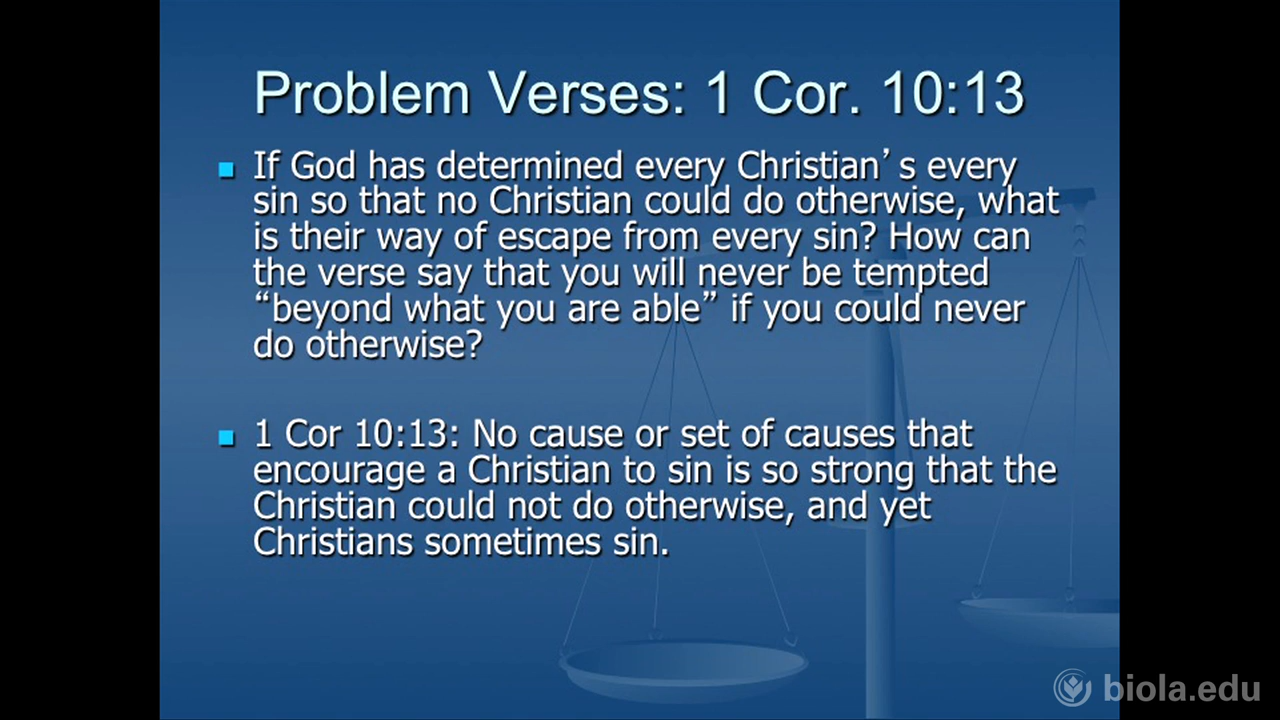 Problem Verses: 1 Cor. 10:13
If God has determined every Christian’s every
sin so that no Christian could do otherwise, what
is their way of escape from every sin? How can
the verse say that you will never be tempted
“beyond what you are able” if you could never
do otherwise?
1 Cor 10:13: No cause or set of causes that
encourage a Christian to sin is so strong that the
Christian could not do otherwise, and yet
Christians sometimes sin.
biola.edu